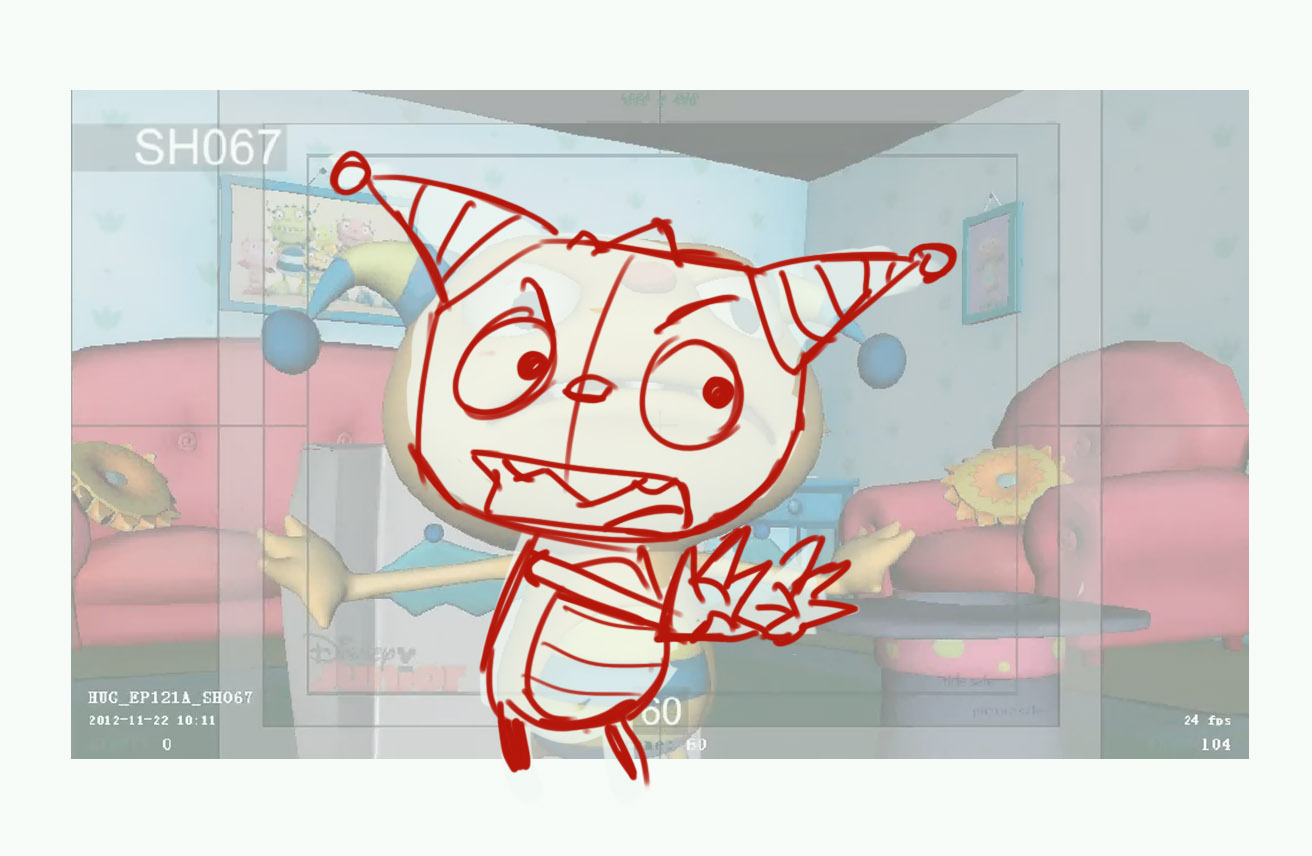 SH067
Disney
JUNIOR
HUG_EP121A_SH067
2012-11-22 10:11
0
60
60
24 fps
104